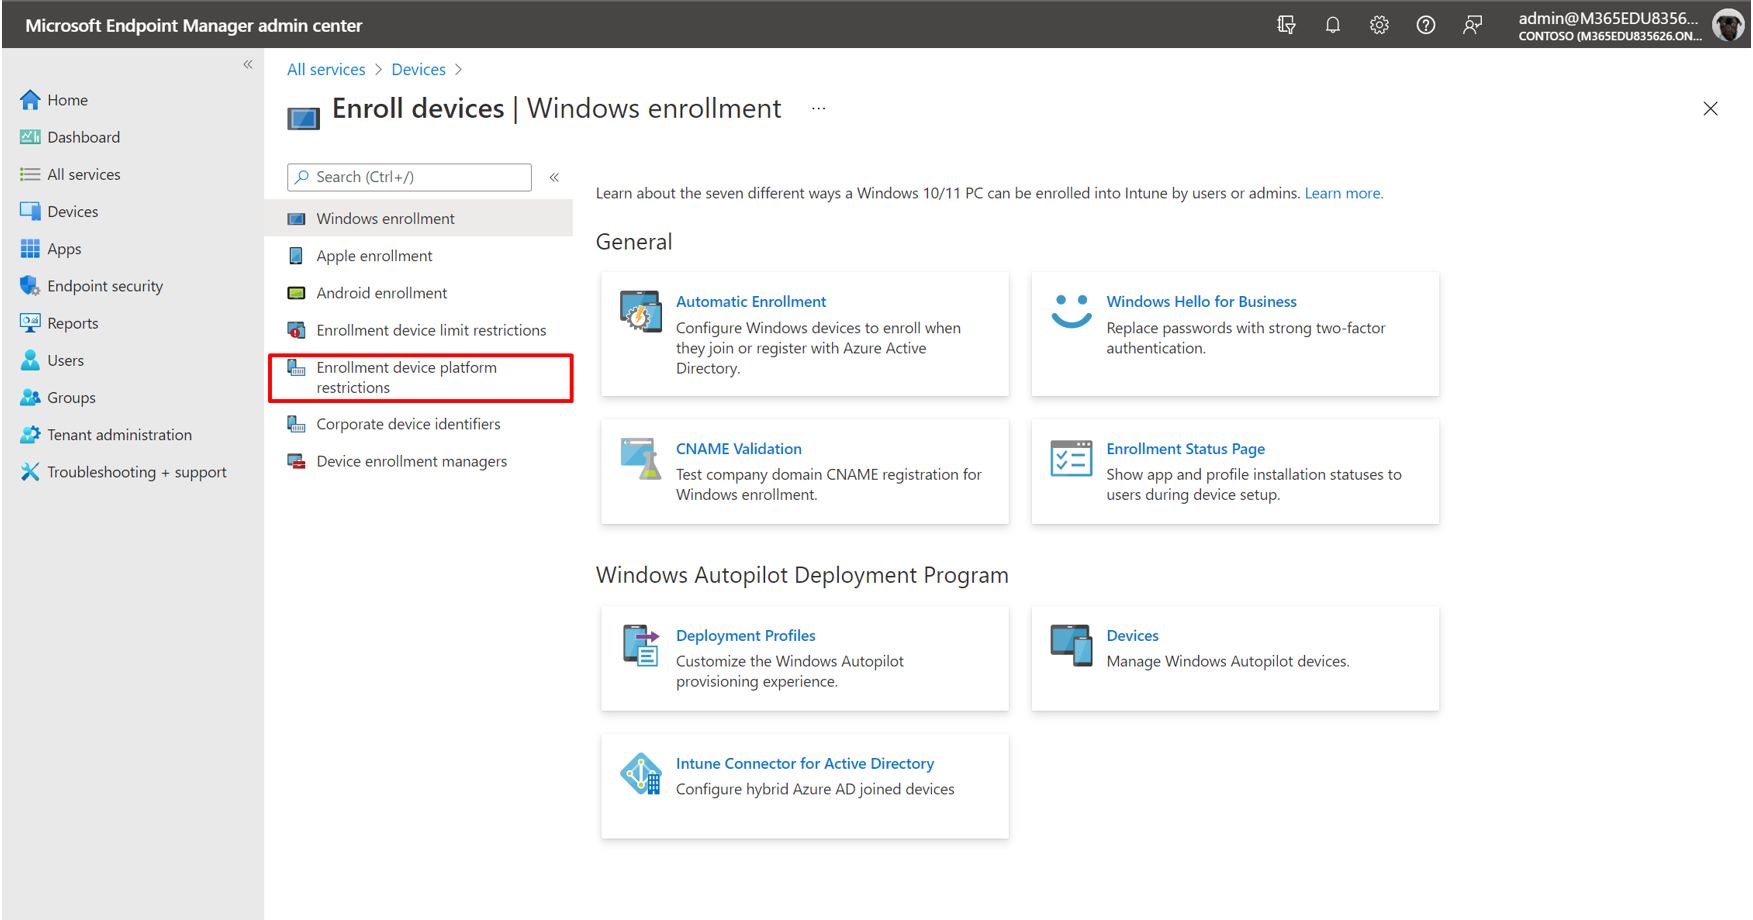 Microsoft Endpoint Manager admin center
admin@M365EDU8356...
CONTOSO (M365EDU835626.ON...
«
Home
Dashboard
All services
Devices
Apps
Endpoint security
Reports
Users
Groups
Tenant administration
Troubleshooting + support
All services > Devices >
Enroll devices | Windows enrollment ...
Search (Ctrl+/) «
Windows enrollment
Apple enrollment
Android enrollment
Enrollment device limit restrictions
Enrollment device platform
restrictions
Corporate device identifiers
Device enrollment managers
Learn about the seven different ways a Windows 10/11 PC can be enrolled into Intune by users or admins. Learn more.
General
Automatic Enrollment
Configure Windows devices to enroll when
they join or register with Azure Active
Directory.
Windows Hello for Business
Replace passwords with strong two-factor
authentication.
CNAME Validation
Test company domain CNAME registration for
Windows enrollment.
Enrollment Status Page
Show app and profile installation statuses to
users during device setup.
Windows Autopilot Deployment Program
Deployment Profiles
Customize the Windows Autopilot
provisioning experience.
Devices
Manage Windows Autopilot devices.
Intune Connector for Active Directory
Configure hybrid Azure AD joined devices